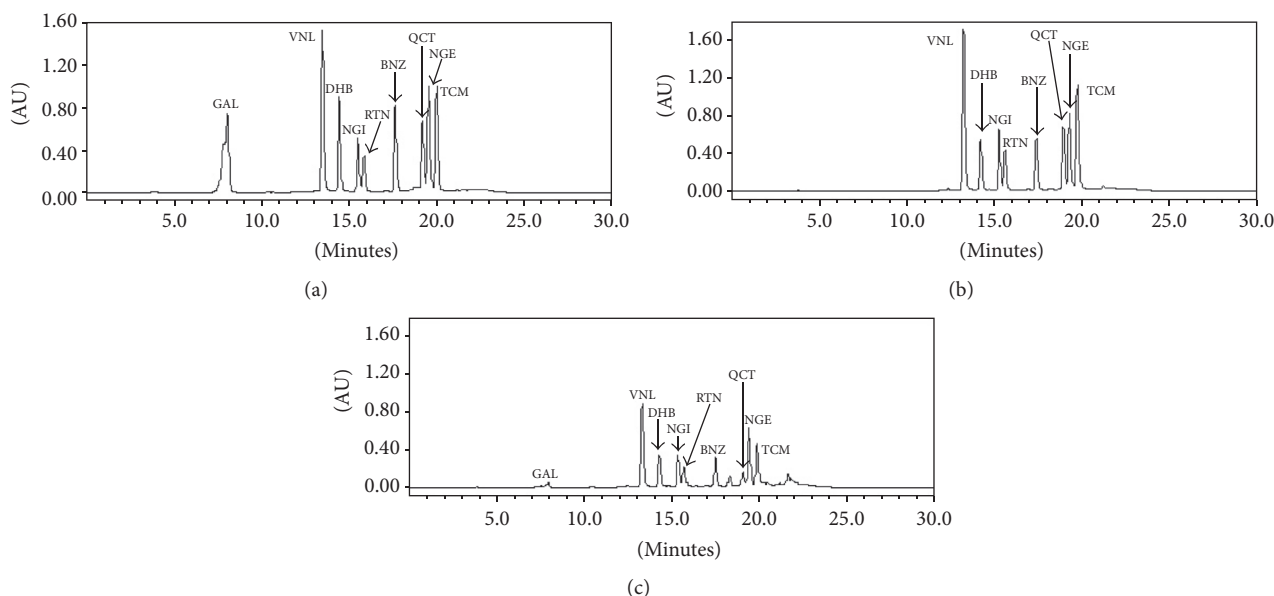 1.60
1.20
0.80
0.40
0.00
(AU)
GAL
VNL
DHB
NGI
RTN
BNZ
QCT
NGE
TCM
5.0 10.0 15.0 20.0 25.0 30.0
(Minutes)
(a)
1.60
1.20
0.80
0.40
0.00
(AU)
VNL
DHB
NGI
RTN
BNZ
QCT
NGE
TCM
5.0 10.0 15.0 20.0 25.0 30.0
(Minutes)
(b)
1.60
1.20
0.80
0.40
0.00
(AU)
GAL
VNL
DHB
NGI
RTN
BNZ
QCT
NGE
TCM
5.0 10.0 15.0 20.0 25.0 30.0
(Minutes)
(c)